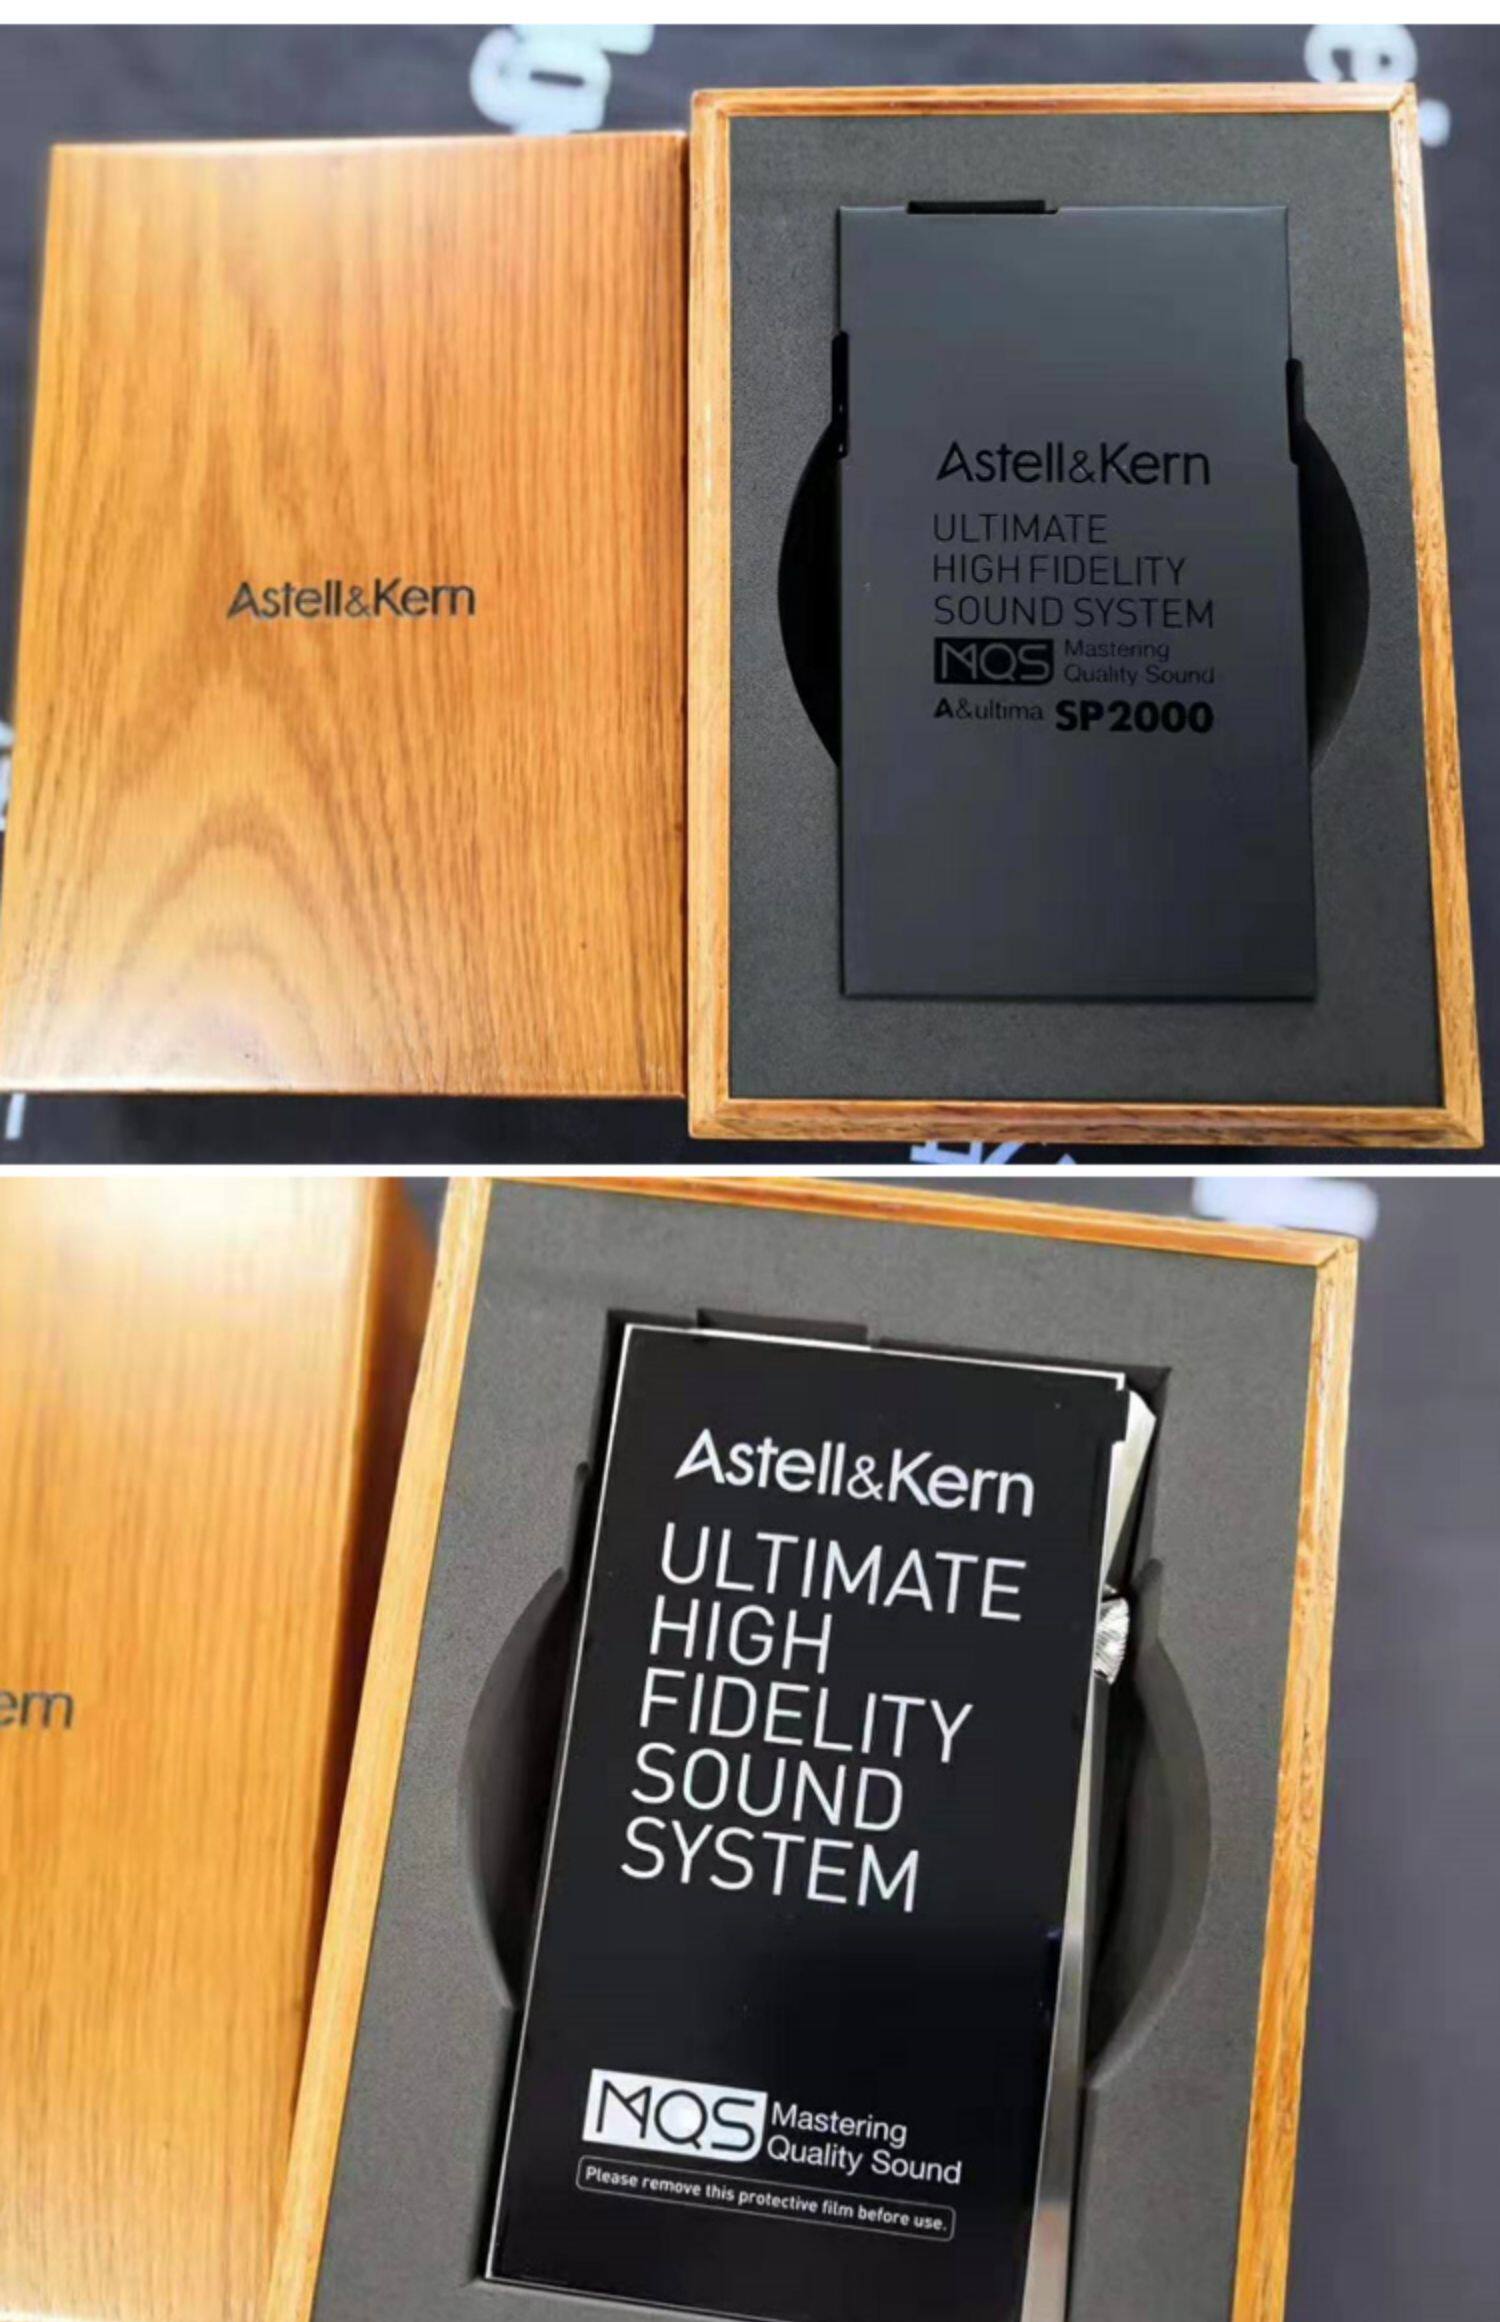 Astell&Kern
Astell&Kern
ULTIMATE
HIGH FIDELITY
SOUND SYSTEM
MQS Mastering
Quality Sound
A&ultima SP2000
ern
Astell&Kern
ULTIMATE
HIGH
FIDELITY
SOUND
SYSTEM
MQS Mastering
Quality Sound
Please remove this protective film before use.